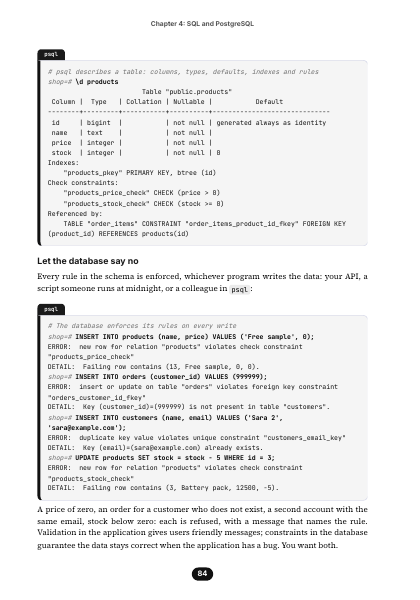 Chapter 4: SQL and PostgreSQL
psql
# psql describes a table: columns, types, defaults, indexes and rules
shop=# \d products
Table "public.products"
Column | Type | Collation | Nullable | Default
--------+---------+-----------+----------+------------------------------
id | bigint | | not null | generated always as identity
name | text | | not null |
price | integer | | not null |
stock | integer | | not null | 0
Indexes:
"products_pkey" PRIMARY KEY, btree (id)
Check constraints:
"products_price_check" CHECK (price > 0)
"products_stock_check" CHECK (stock >= 0)
Referenced by:
TABLE "order_items" CONSTRAINT "order_items_product_id_fkey" FOREIGN KEY
(product_id) REFERENCES products(id)
Let the database say no
Every rule in the schema is enforced, whichever program writes the data: your API, a
script someone runs at midnight, or a colleague in psql:
psql
# The database enforces its rules on every write
shop=# INSERT INTO products (name, price) VALUES ('Free sample', 0);
ERROR: new row for relation "products" violates check constraint
"products_price_check"
DETAIL: Failing row contains (13, Free sample, 0, 0).
shop=# INSERT INTO orders (customer_id) VALUES (999999);
ERROR: insert or update on table "orders" violates foreign key constraint
"orders_customer_id_fkey"
DETAIL: Key (customer_id)=(999999) is not present in table "customers".
shop=# INSERT INTO customers (name, email) VALUES ('Sara 2',
'sara@example.com');
ERROR: duplicate key value violates unique constraint "customers_email_key"
DETAIL: Key (email)=(sara@example.com) already exists.
shop=# UPDATE products SET stock = stock - 5 WHERE id = 3;
ERROR: new row for relation "products" violates check constraint
"products_stock_check"
DETAIL: Failing row contains (3, Battery pack, 12500, -5).
A price of zero, an order for a customer who does not exist, a second account with the
same email, stock below zero: each is refused, with a message that names the rule.
Validation in the application gives users friendly messages; constraints in the database
guarantee the data stays correct when the application has a bug. You want both.
84